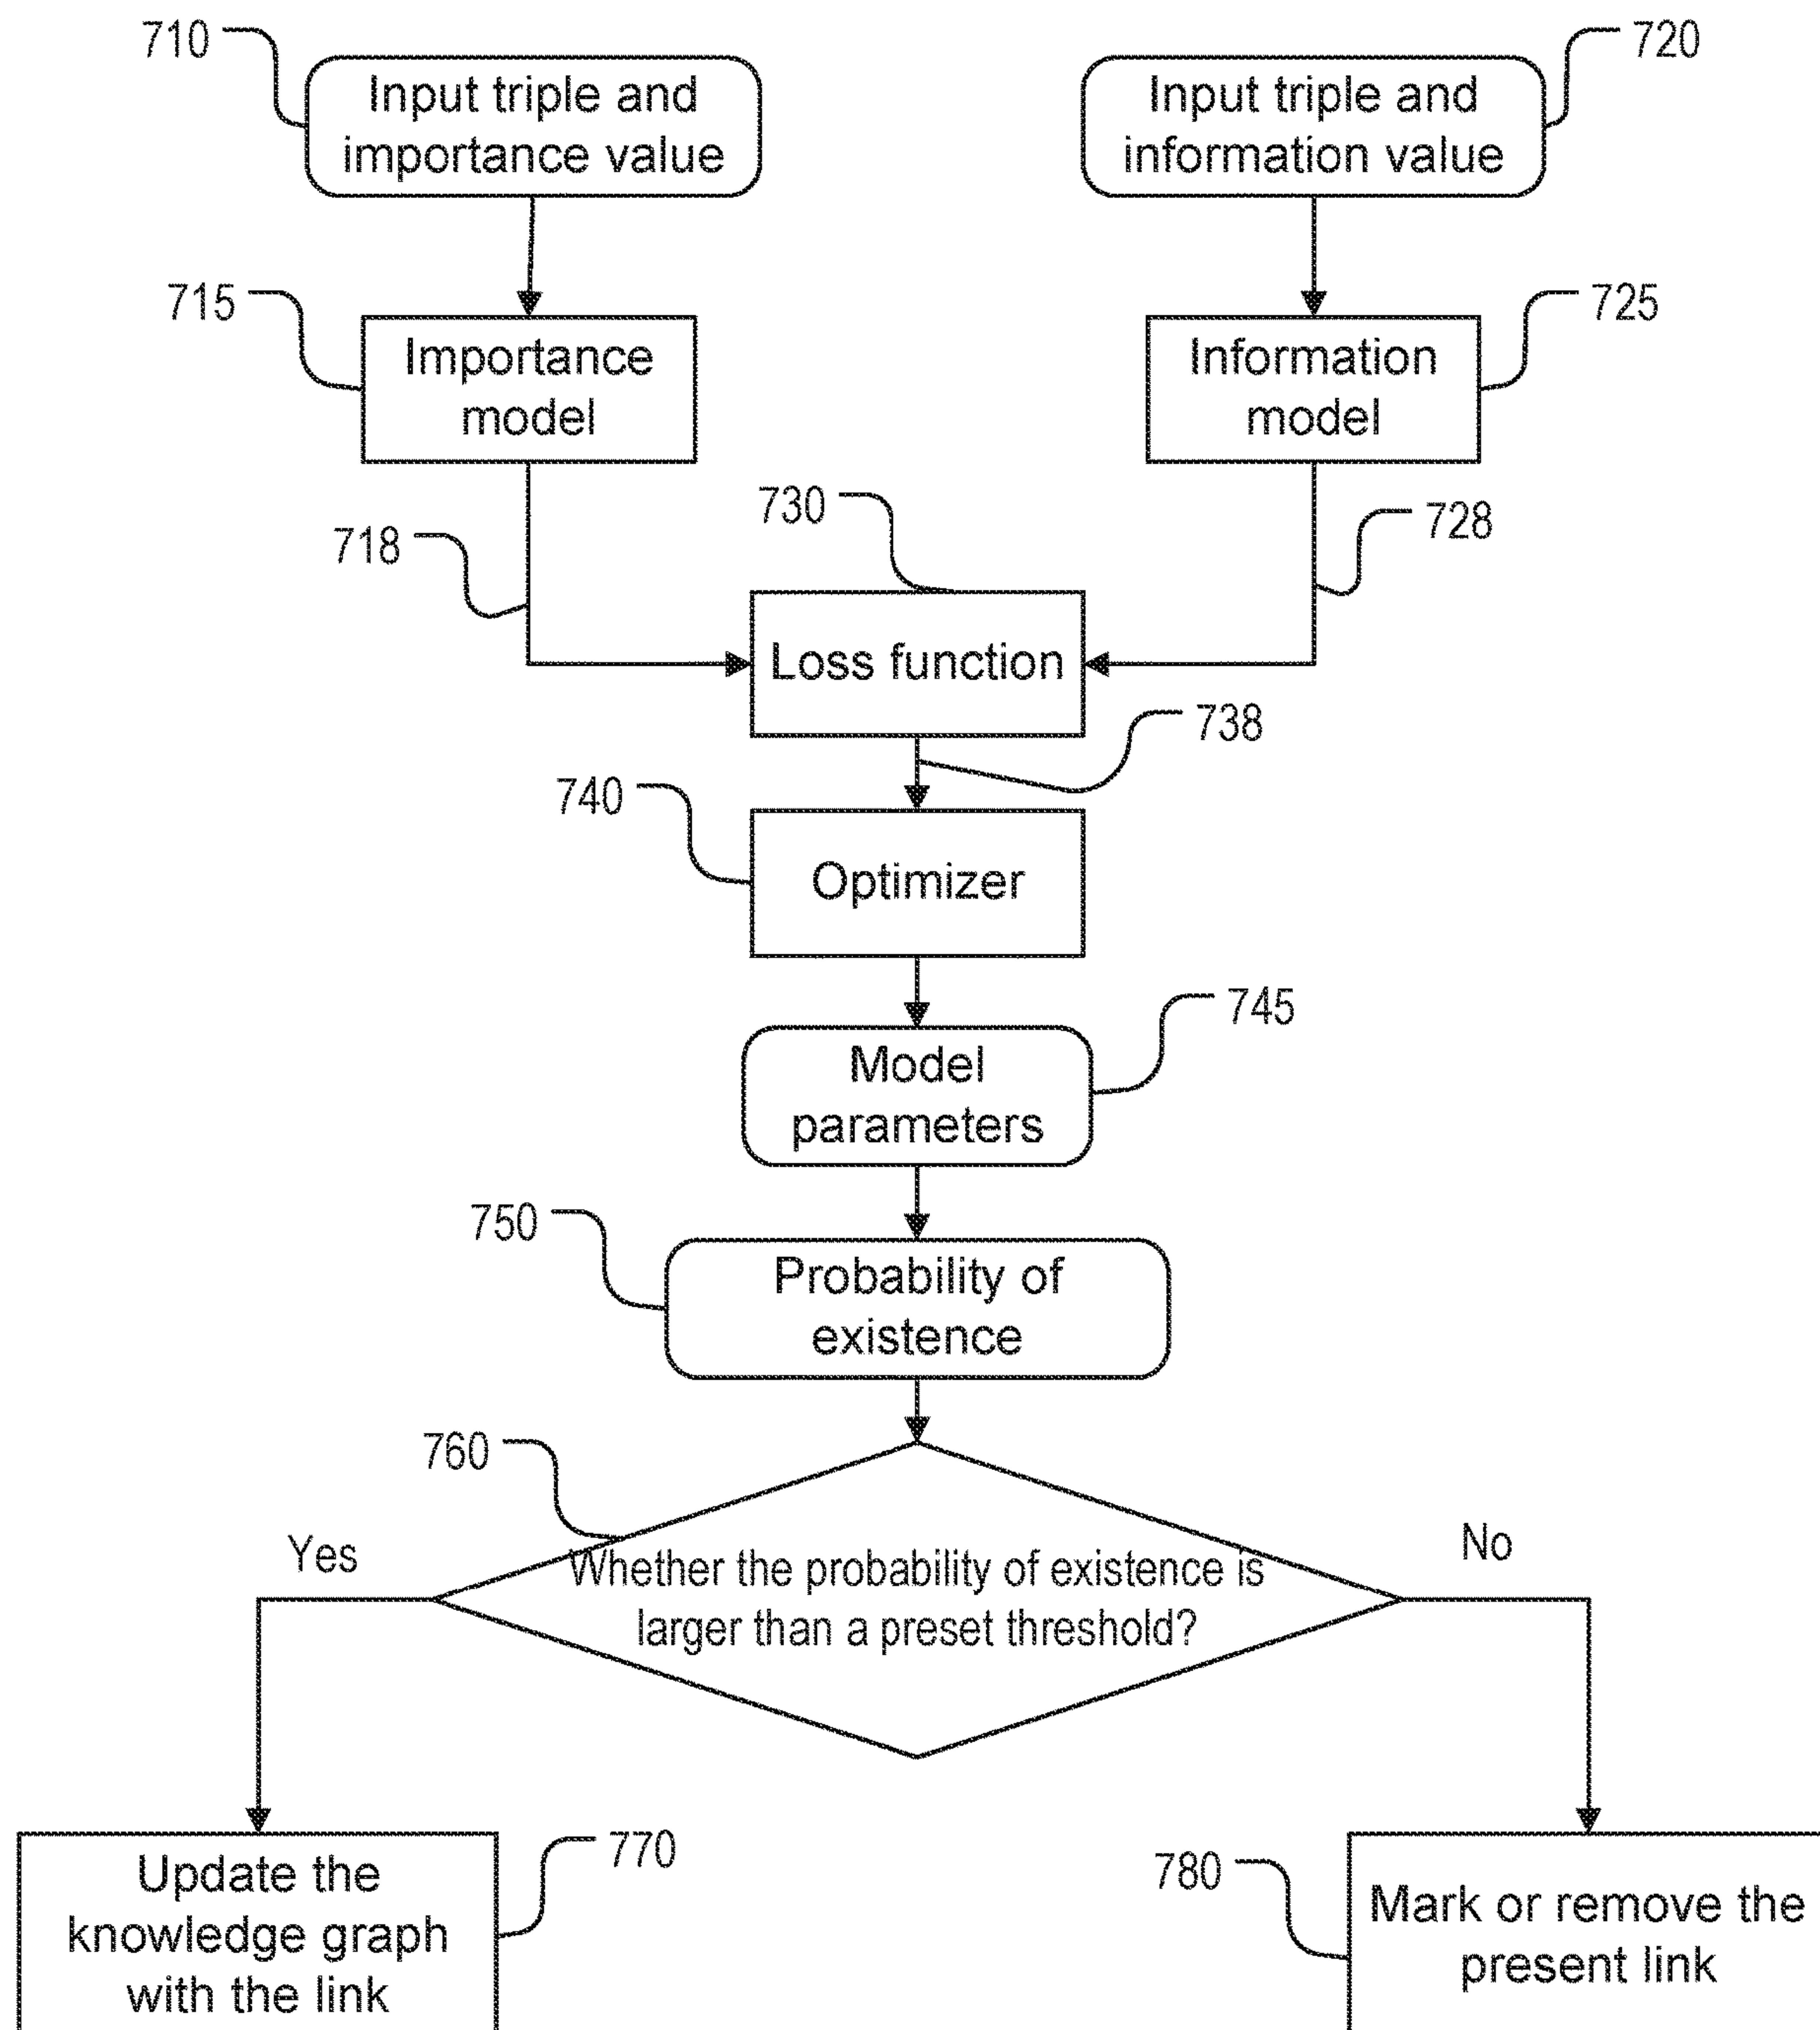 710
Input triple and
importance value
720
Input triple and
information value
715
Importance
model
725
Information
model
718
730
728
Loss function
738
740
Optimizer
745
Model
parameters
750
Probability of
existence
760
Yes
Whether the probability of existence is
larger than a preset threshold?
No
770
Update the
knowledge graph
with the link
780
Mark or remove the
present link